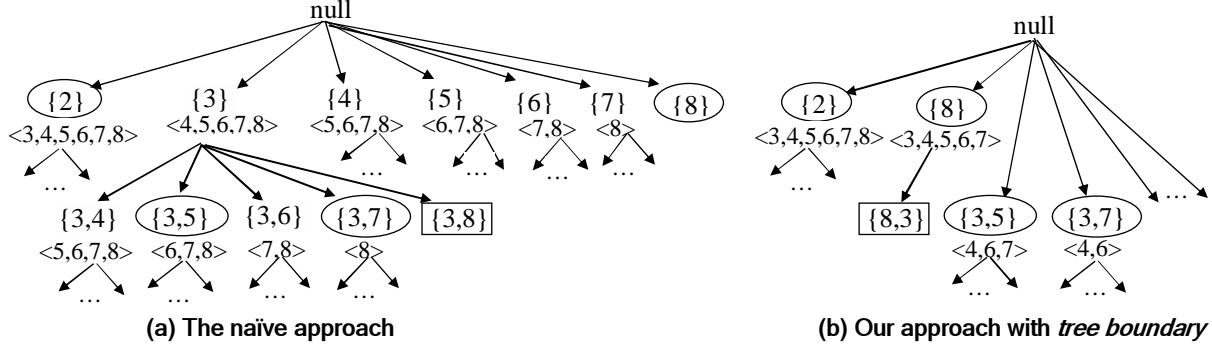 null
{2} {3} {4} {5} {6} {7} {8}
<3,4,5,6,7,8> <4,5,6,7,8> <5,6,7,8> <6,7,8> <7,8> <8>
... ... ... ... ...
{3,4} {3,5} {3,6} {3,7} {3,8}
<5,6,7,8> <6,7,8> <7,8> <8>
... ... ... ...
(a) The naïve approach
null
{2} {8}
<3,4,5,6,7,8> <3,4,5,6,7>
... ...
{8,3} {3,5} {3,7}
<4,6,7> <4,6>
... ...
(b) Our approach with tree boundary